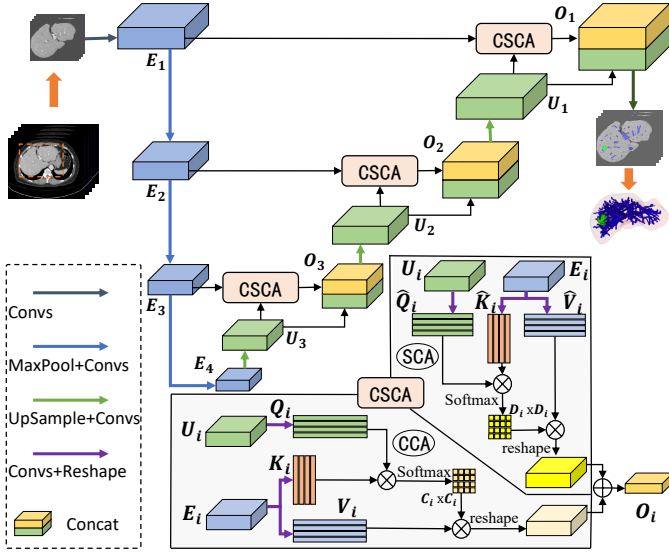 O₁
CSCA
E₁
U₁
O₂
CSCA
E₂
U₂
O₃
CSCA
E₃
U₃
E₄
Convs
MaxPool+Convs
UpSample+Convs
Convs+Reshape
Concat
CSCA
Uᵢ
Eᵢ
Q̂ᵢ
K̂ᵢ
V̂ᵢ
SCA
Softmax
Dᵢ x Dᵢ
reshape
Uᵢ
Qᵢ
CCA
Kᵢ
Softmax
Cᵢ x Cᵢ
Eᵢ
Vᵢ
reshape
Oᵢ